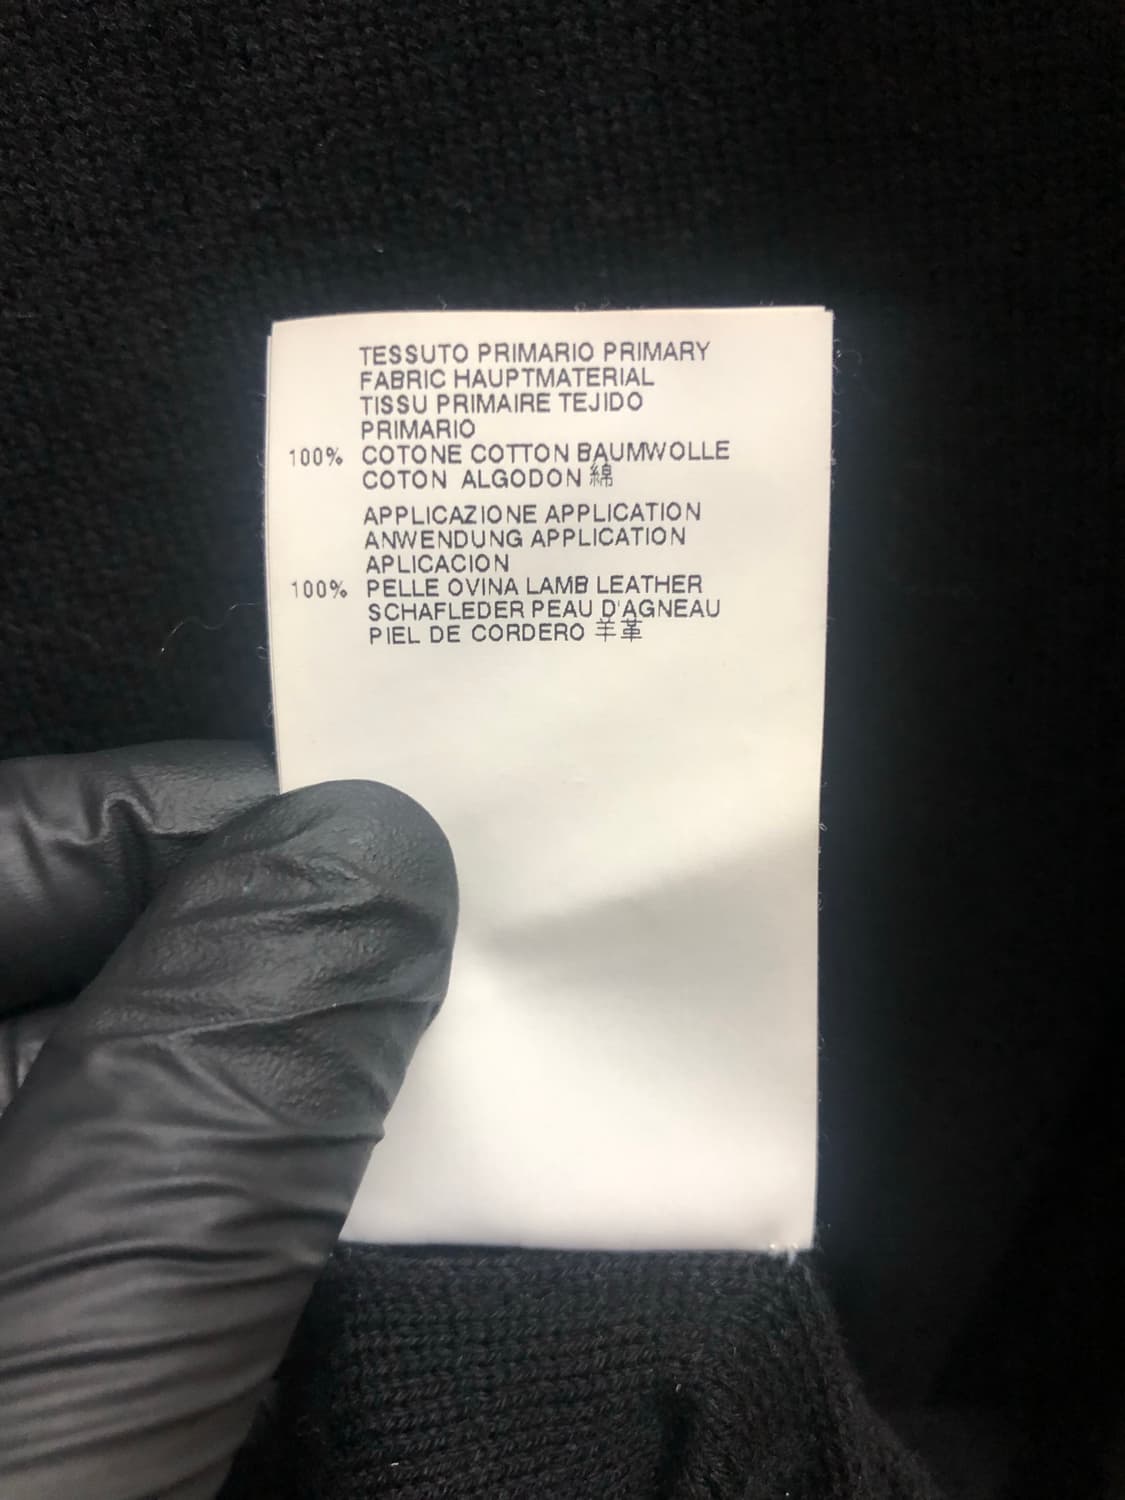 TESSUTO PRIMARIO PRIMARY
FABRIC HAUPTMATERIAL
TISSU PRIMAIRE TEJIDO
PRIMARIO
100% COTONE COTTON BAUMWOLLE
COTON ALGODON 綿
APPLICAZIONE APPLICATION
ANWENDUNG APPLICATION
APLICACION
100% PELLE OVINA LAMB LEATHER
SCHAFLEDER PEAU D'AGNEAU
PIEL DE CORDERO 羊革